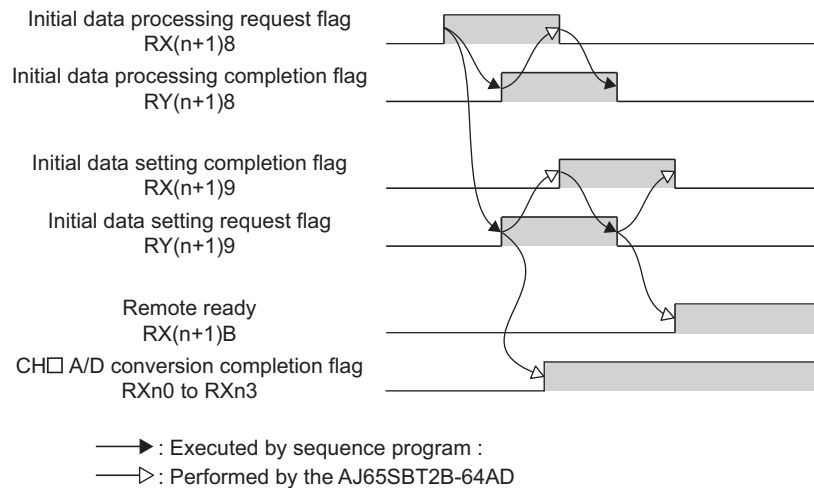 Initial data processing request flag
RX(n+1)8
Initial data processing completion flag
RY(n+1)8
Initial data setting completion flag
RX(n+1)9
Initial data setting request flag
RY(n+1)9
Remote ready
RX(n+1)B
CH□ A/D conversion completion flag
RXn0 to RXn3
: Executed by sequence program :
: Performed by the AJ65SBT2B-64AD